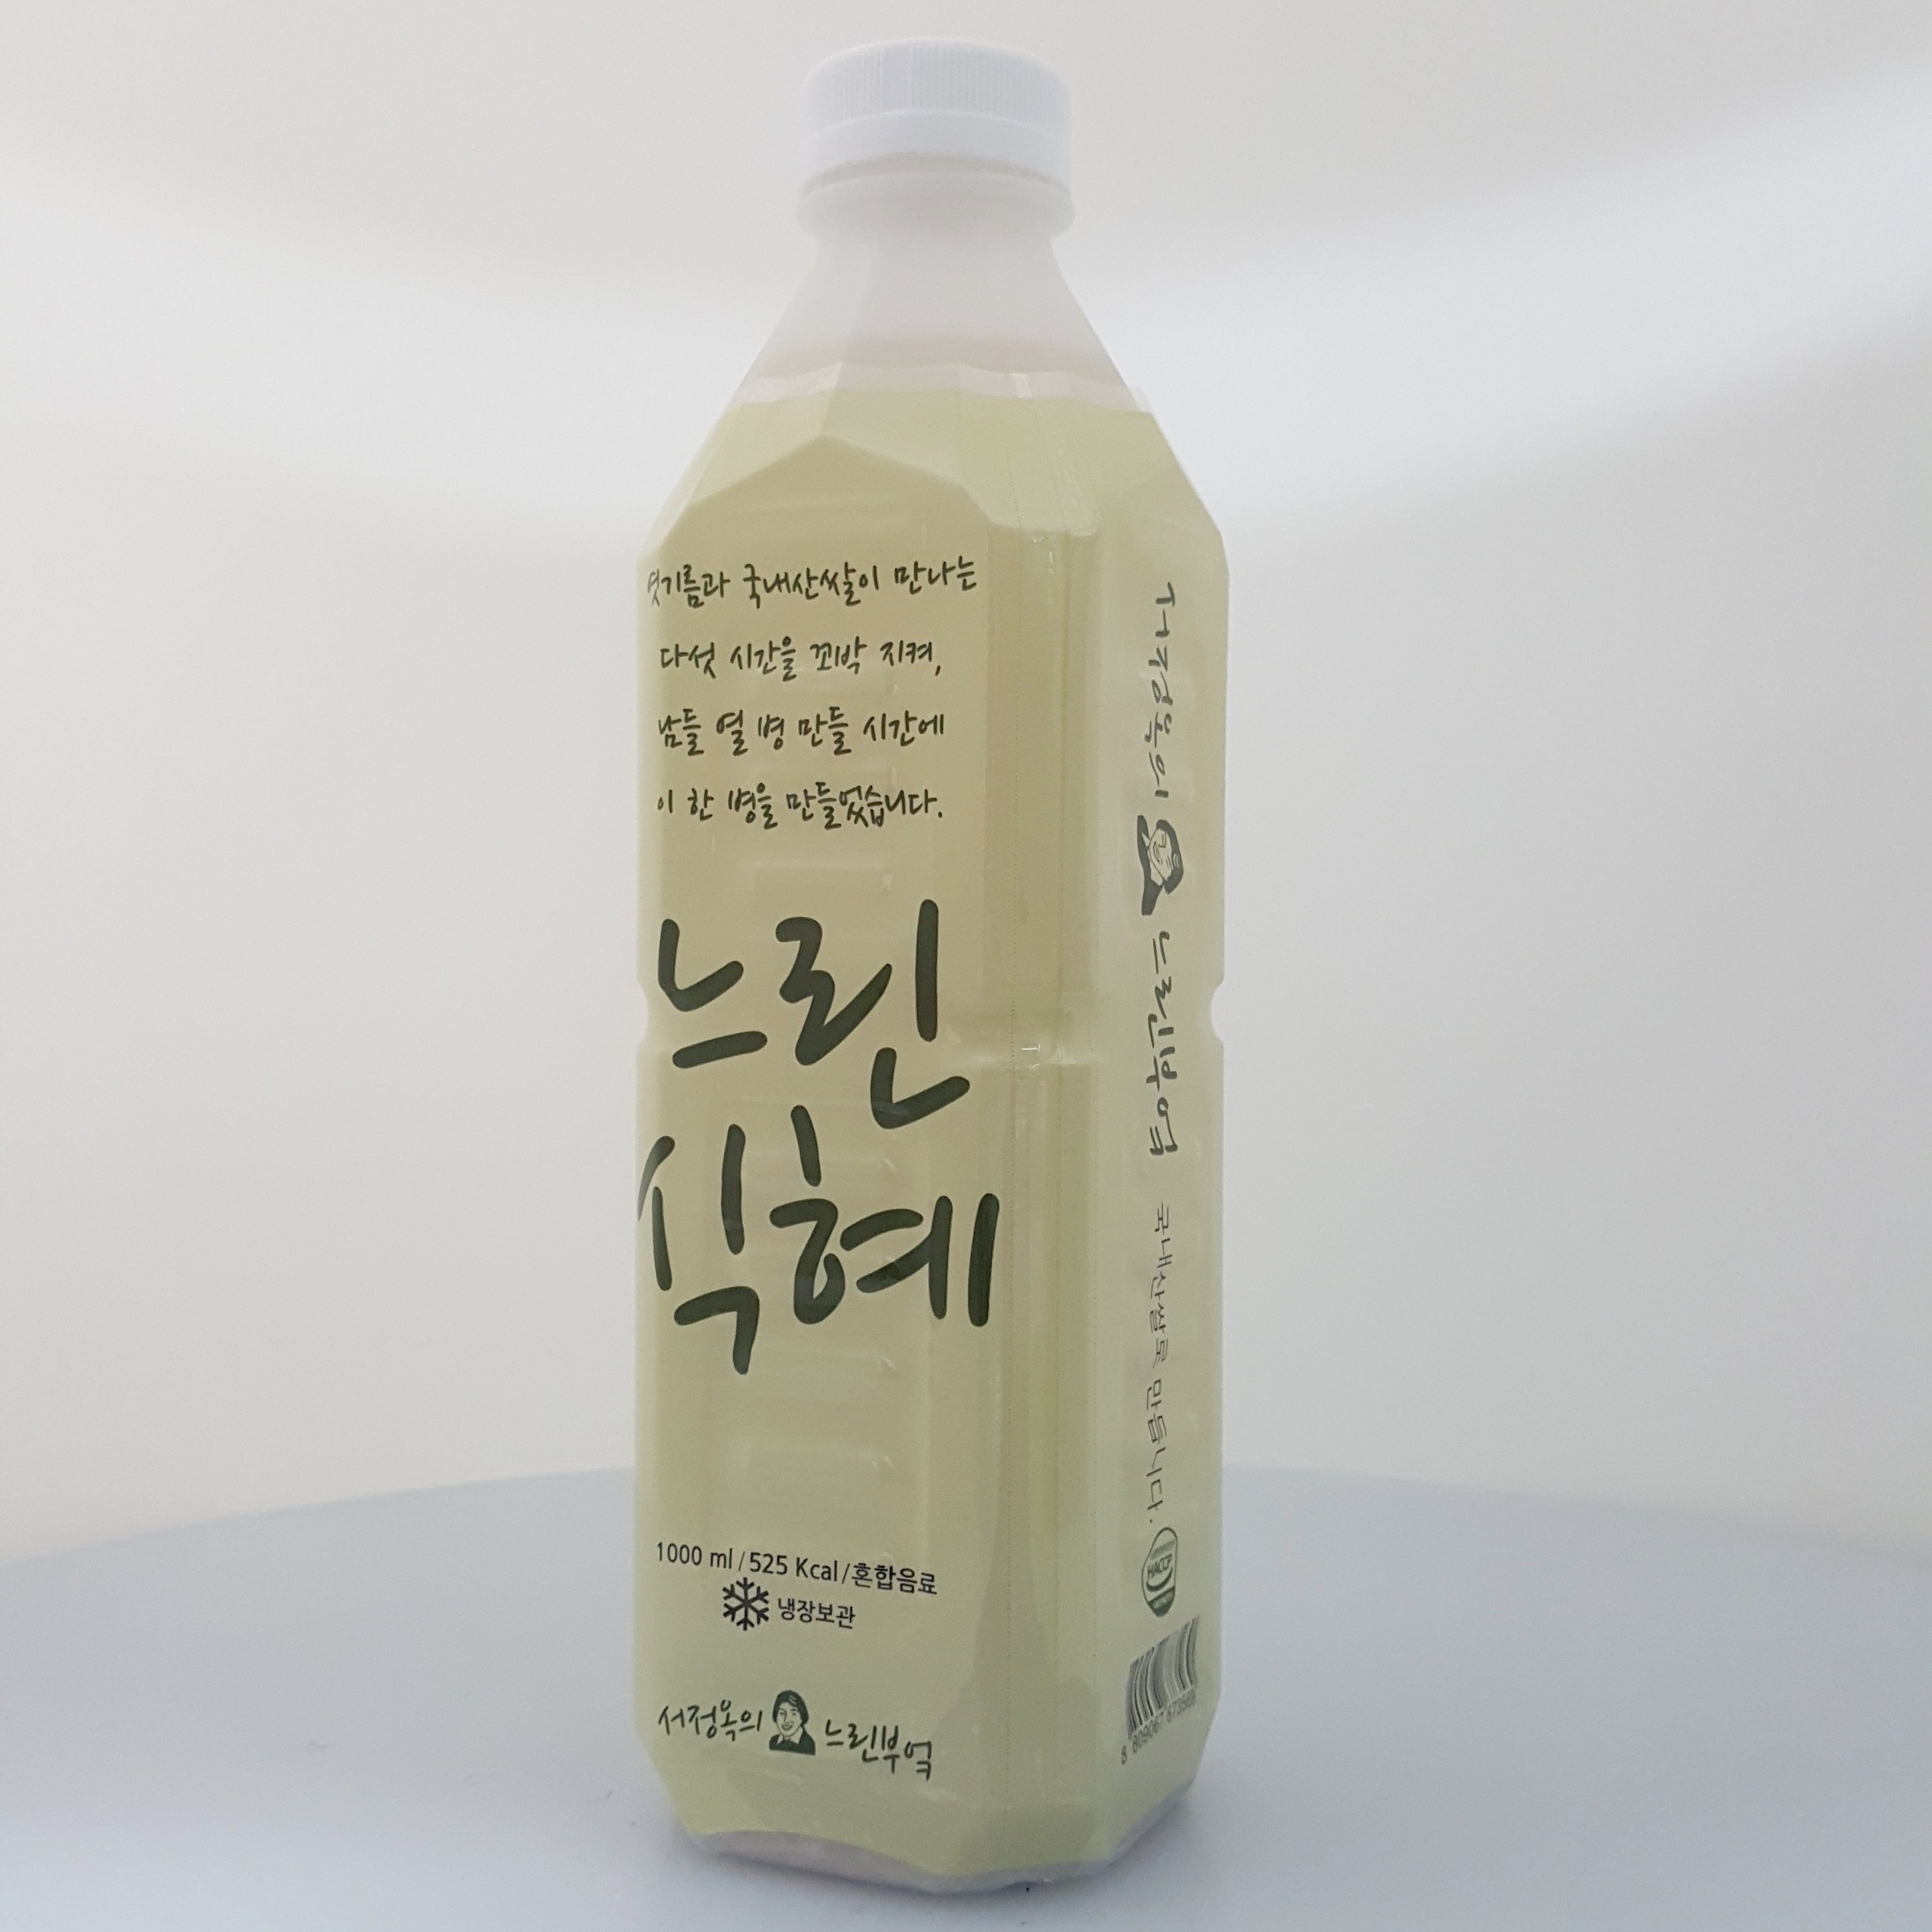 엿기름과 국내산쌀이 만나는
다섯 시간을 꼬박 지켜,
남들 열 병 만들 시간에
이 한 병을 만들었습니다.
느린
식혜
1000 ml / 525 Kcal / 혼합음료
냉장보관
서정옥의 느린부엌
서정옥의 느린부엌 국내산쌀로 만듭니다.
HACCP